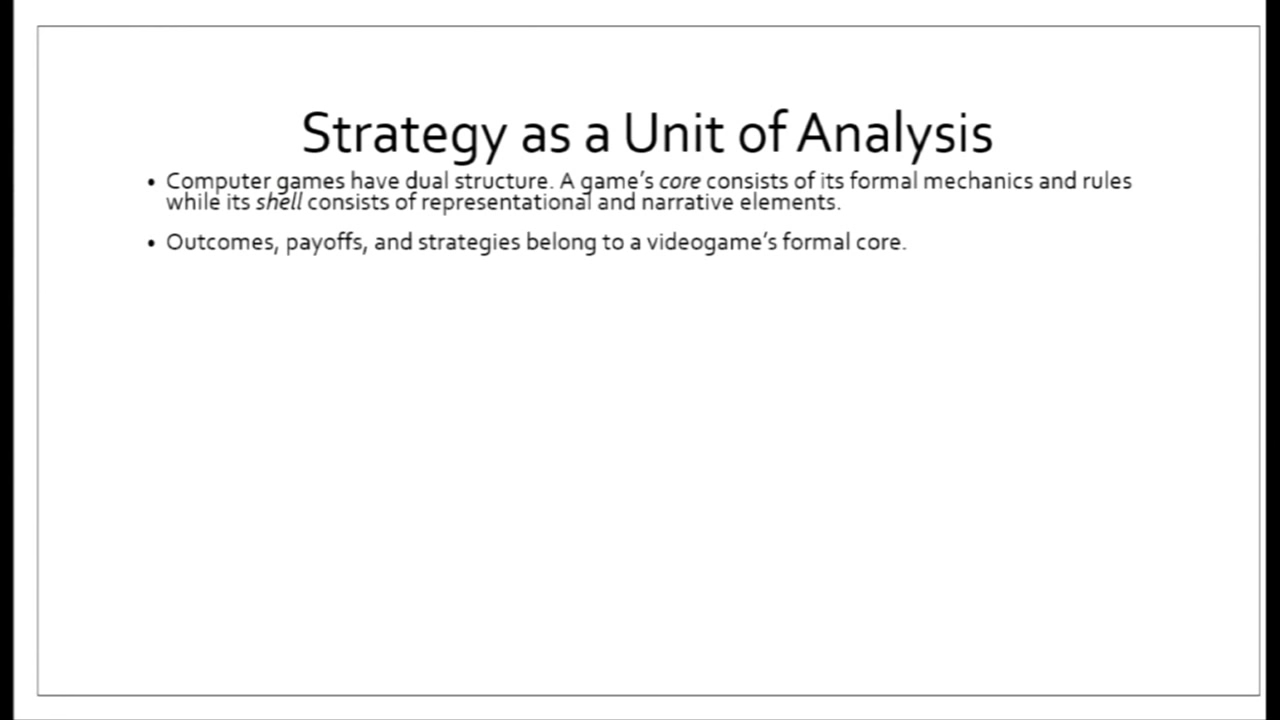 Strategy as a Unit of Analysis
• Computer games have dual structure. A game's core consists of its formal mechanics and rules
while its shell consists of representational and narrative elements.
• Outcomes, payoffs, and strategies belong to a videogame's formal core.